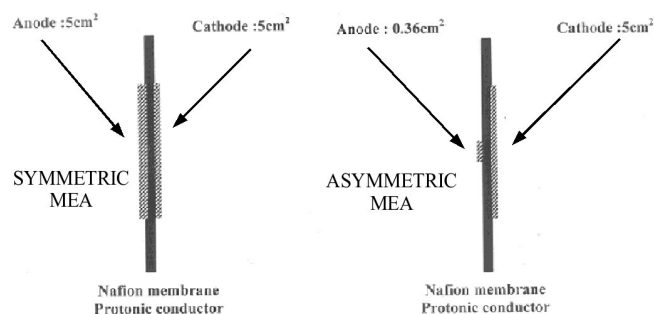 Anode :5cm²
Cathode :5cm²
SYMMETRIC
MEA
Nafion membrane
Protonic conductor
Anode : 0.36cm²
Cathode :5cm²
ASYMMETRIC
MEA
Nafion membrane
Protonic conductor